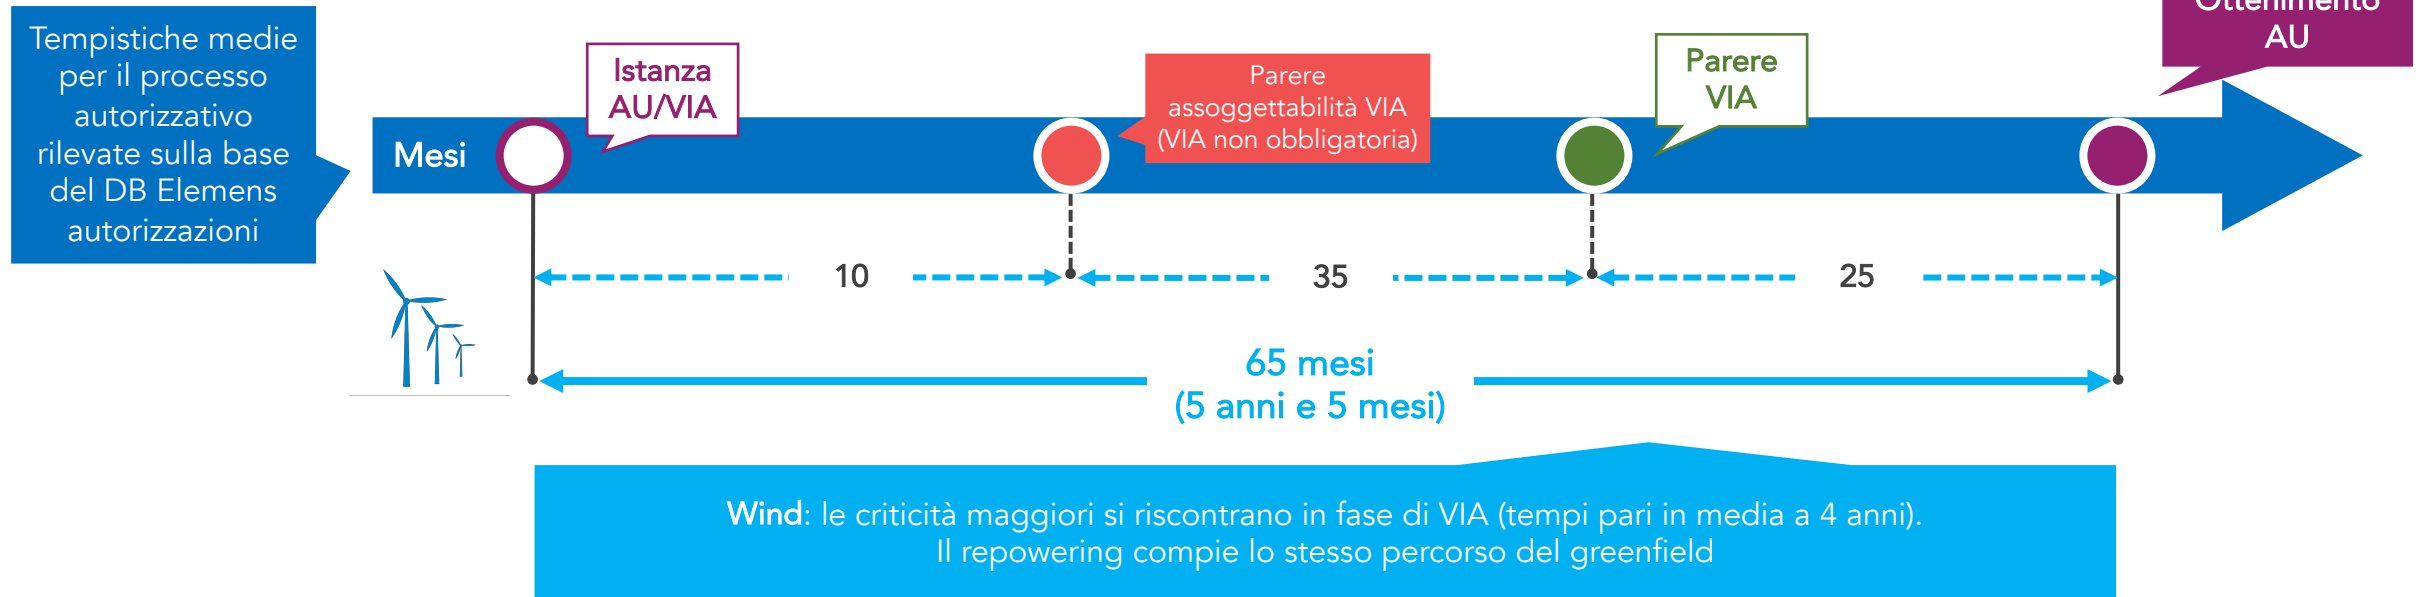 Tempistiche medie
per il processo
autorizzativo
rilevate sulla base
del DB Elemens
autorizzazioni
Mesi
Istanza
AU/VIA
Parere
assoggettabilità VIA
(VIA non obbligatoria)
Parere
VIA
Ottenimento
AU
10
35
25
65 mesi
(5 anni e 5 mesi)
Wind: le criticità maggiori si riscontrano in fase di VIA (tempi pari in media a 4 anni).
Il repowering compie lo stesso percorso del greenfield